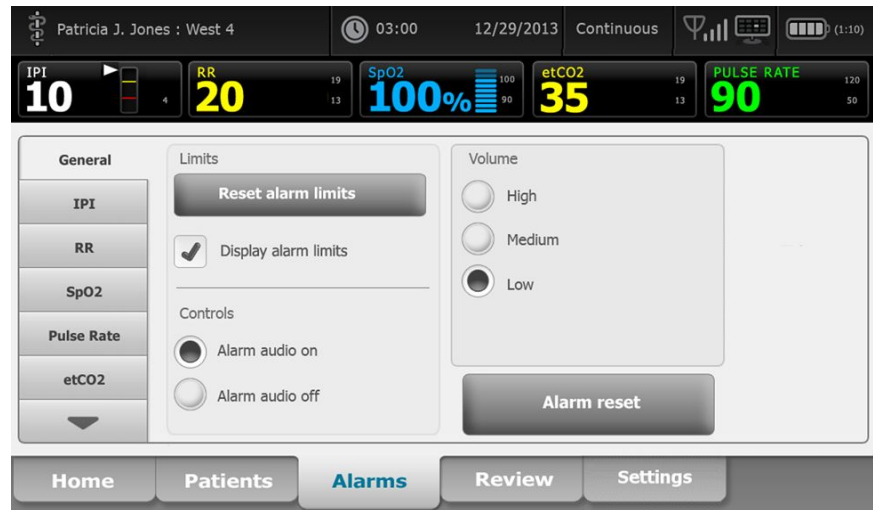 Patricia J. Jones : West 4
03:00
12/29/2013
Continuous
(1:10)
IPI
10
4
RR
20
19
13
SpO2
100%
100
90
etCO2
35
19
13
PULSE RATE
90
120
50
General
IPI
RR
SpO2
Pulse Rate
etCO2
Limits
Reset alarm limits
Display alarm limits
Controls
Alarm audio on
Alarm audio off
Volume
High
Medium
Low
Alarm reset
Home
Patients
Alarms
Review
Settings